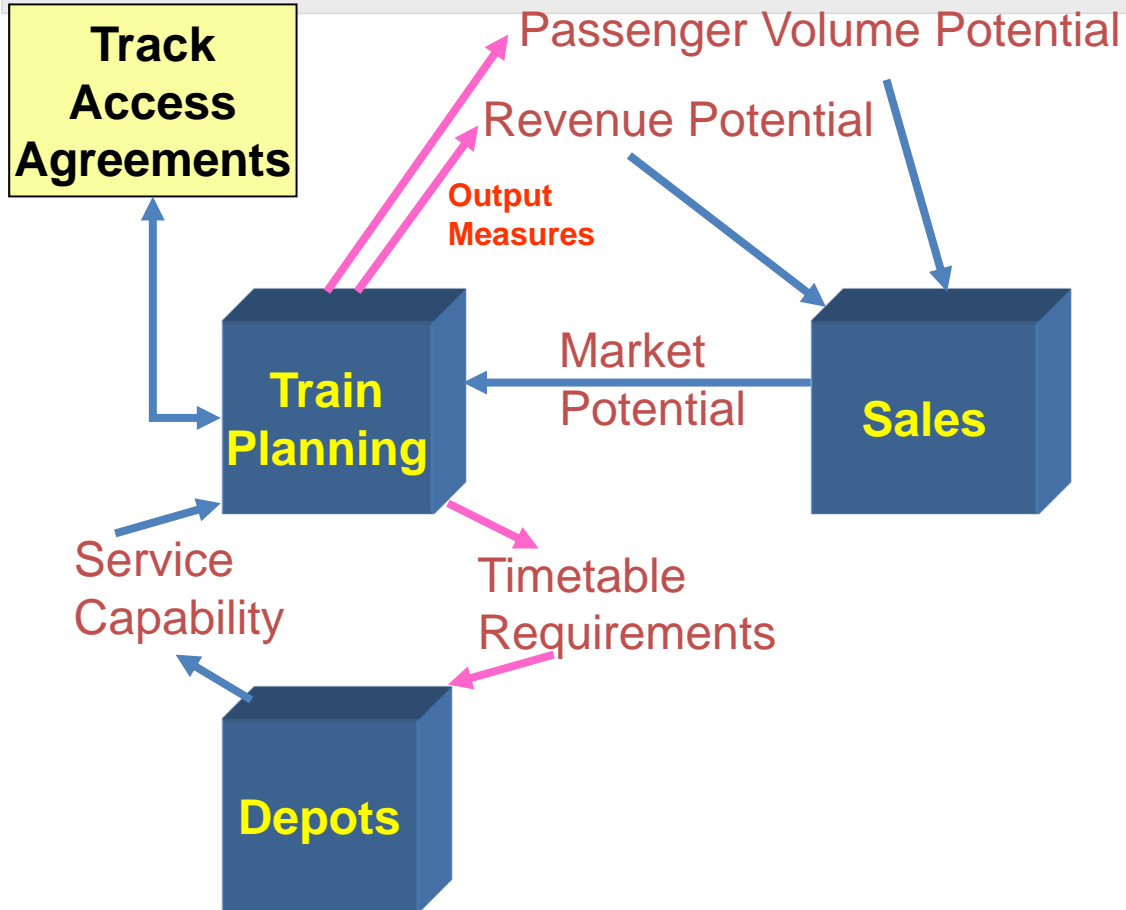 Track
Access
Agreements
Passenger Volume Potential
Revenue Potential
Output
Measures
Train
Planning
Market
Potential
Sales
Service
Capability
Timetable
Requirements
Depots